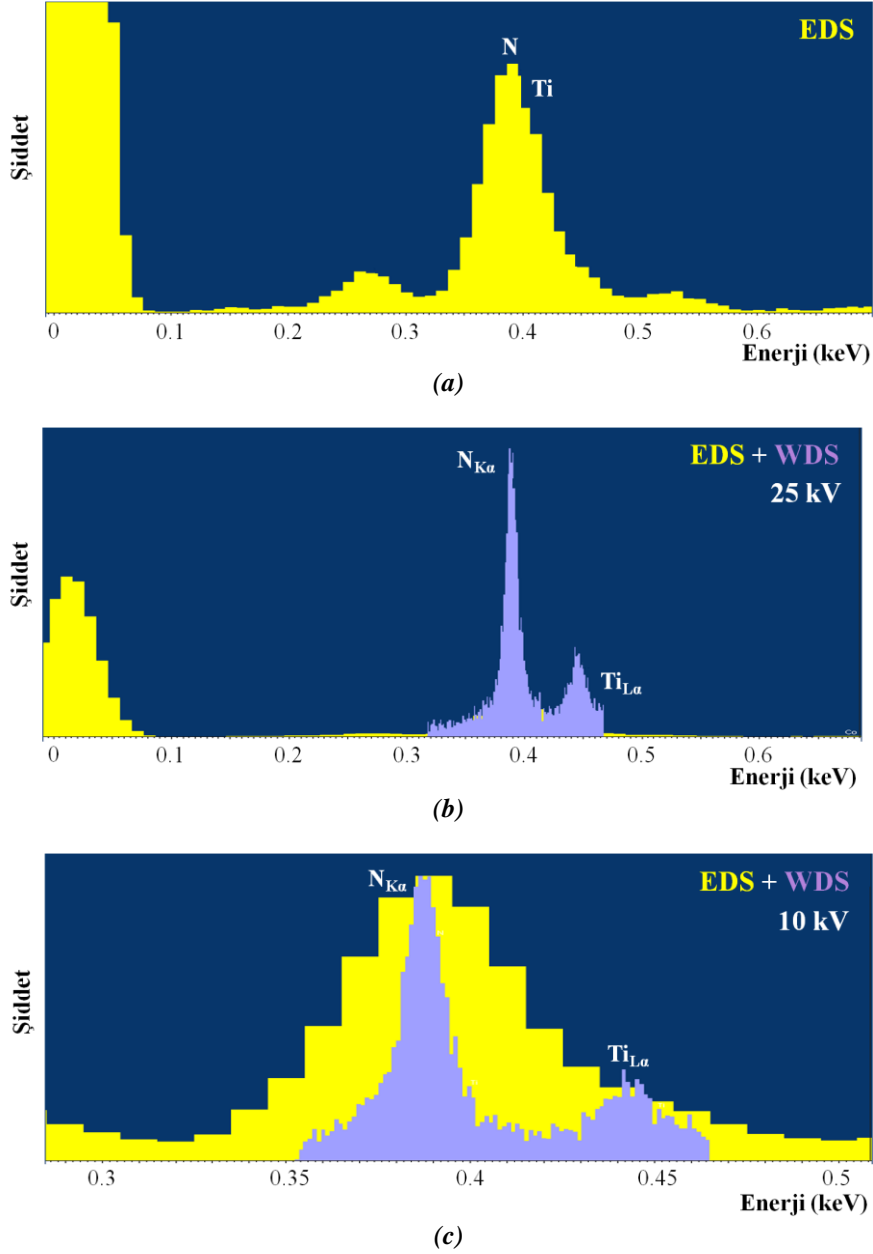 EDS
N
Ti
Şiddet
0 0.1 0.2 0.3 0.4 0.5 0.6
Enerji (keV)
(a)
EDS + WDS
25 kV
NKα
TiLα
Şiddet
Co
0 0.1 0.2 0.3 0.4 0.5 0.6
Enerji (keV)
(b)
EDS + WDS
10 kV
NKα
TiLα
Şiddet
0.3 0.35 0.4 0.45 0.5
Enerji (keV)
(c)